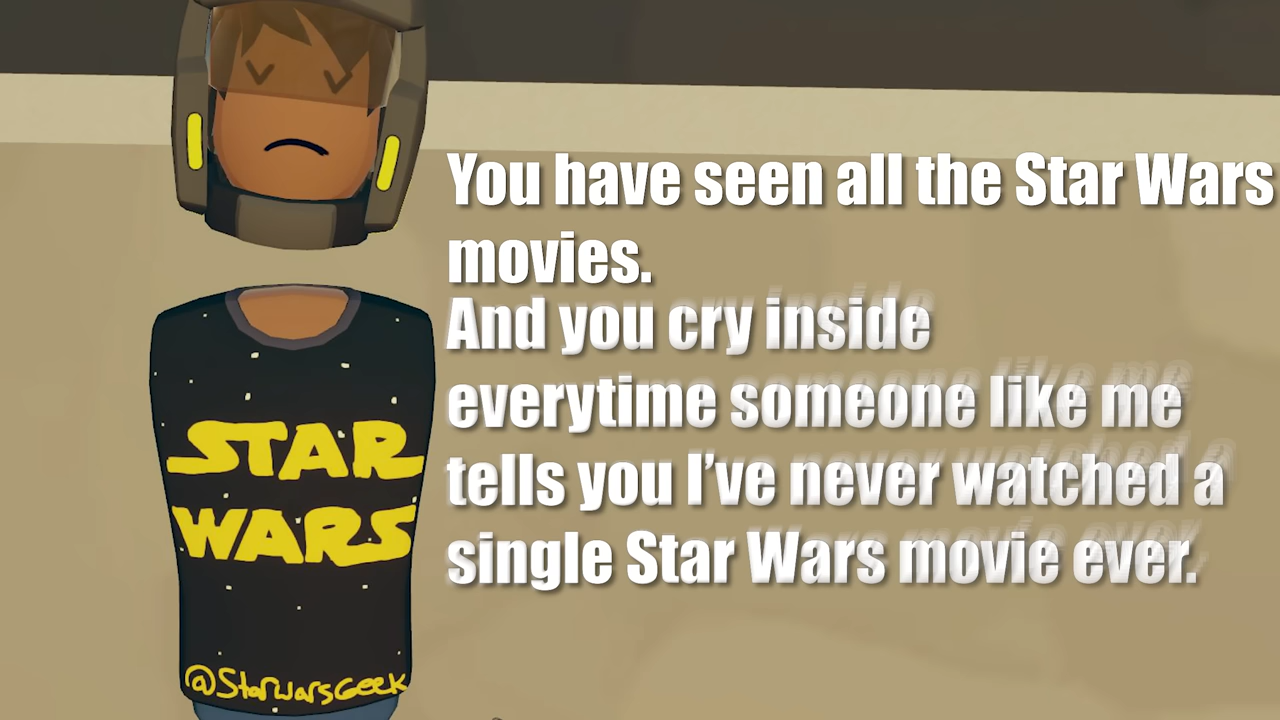 You have seen all the Star Wars
movies.
And you cry inside
everytime someone like me
tells you I've never watched a
single Star Wars movie ever.
STAR
WARS
@StarWarsGeek